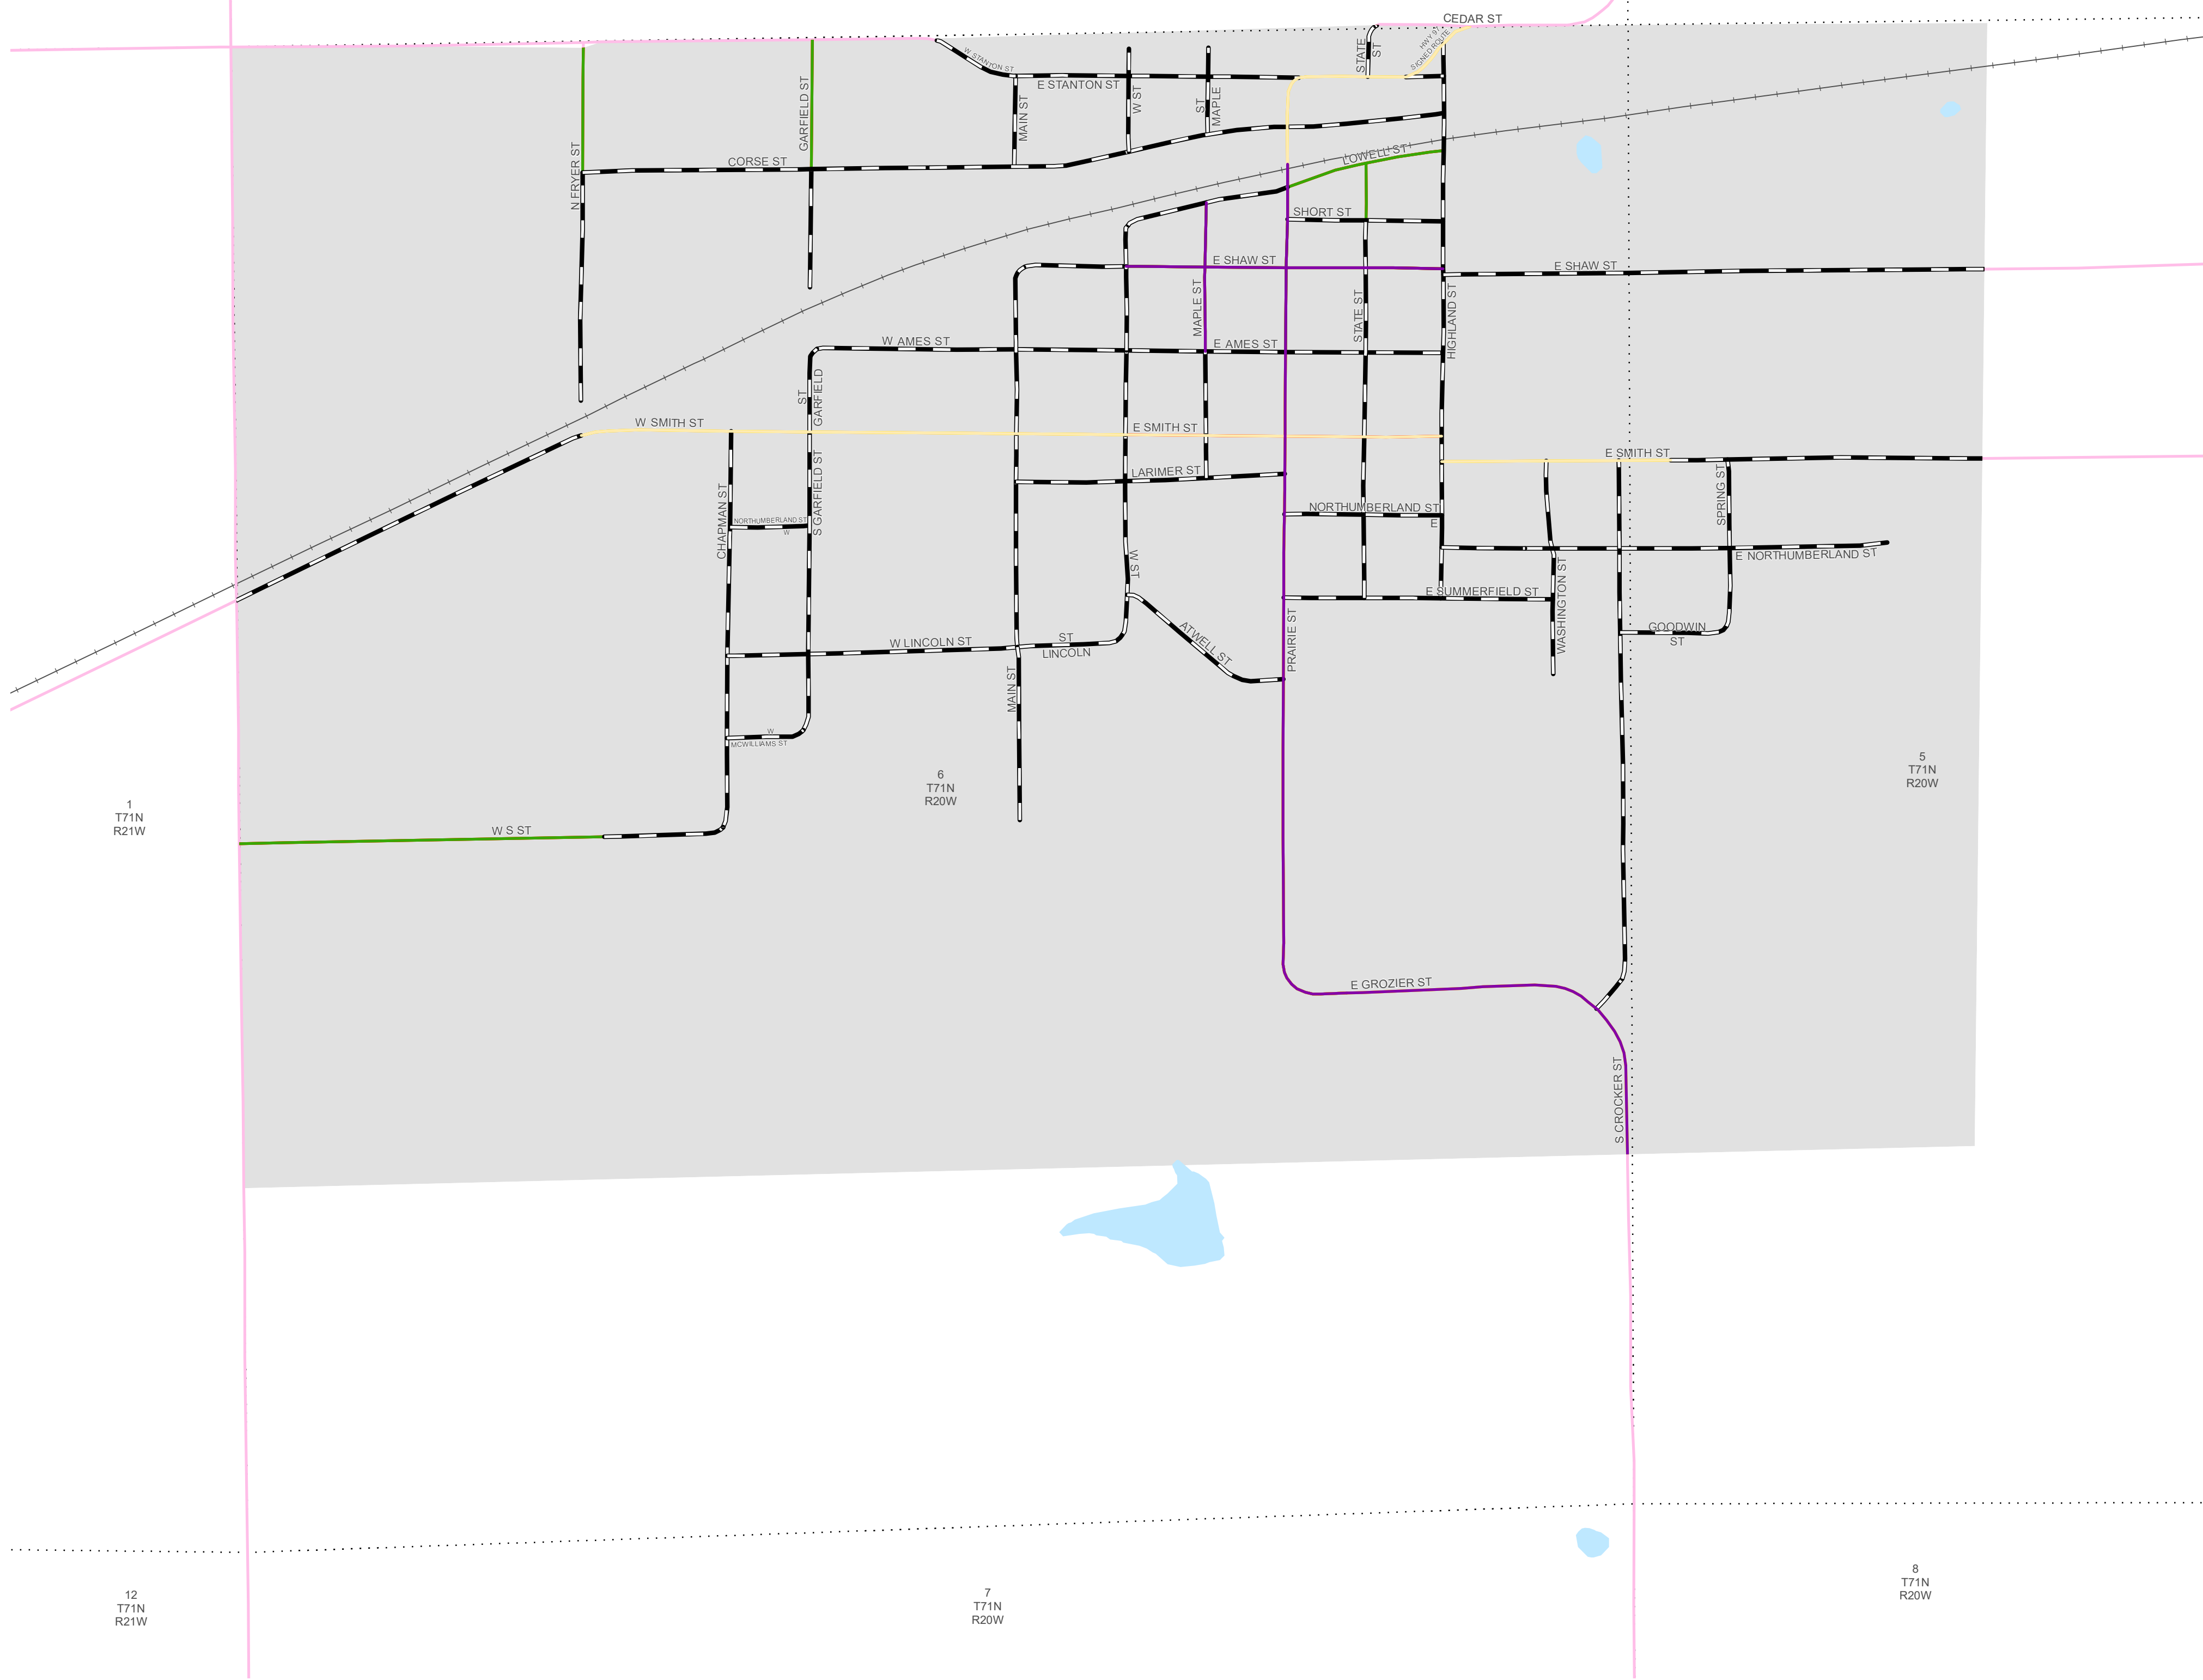 CEDAR ST
HWY 97
SIGNED ROUTE
STATE
ST
W STANTON ST
E STANTON ST
GARFIELD ST
MAIN ST
W ST
ST
MAPLE
N FRYER ST
CORSE ST
LOWELL ST
SHORT ST
E SHAW ST
E SHAW ST
MAPLE ST
STATE ST
HIGHLAND ST
W AMES ST
E AMES ST
ST
GARFIELD
W SMITH ST
E SMITH ST
E SMITH ST
LARIMER ST
CHAPMAN ST
S GARFIELD ST
NORTHUMBERLAND ST
W
NORTHUMBERLAND ST
E
SPRING ST
E NORTHUMBERLAND ST
W ST
E SUMMERFIELD ST
WASHINGTON ST
GOODWIN
ST
ATWELL ST
PRAIRIE ST
W LINCOLN ST
ST
LINCOLN
MAIN ST
W
MCWILLIAMS ST
6
T71N
R20W
5
T71N
R20W
1
T71N
R21W
W S ST
E GROZIER ST
S CROCKER ST
12
T71N
R21W
7
T71N
R20W
8
T71N
R20W